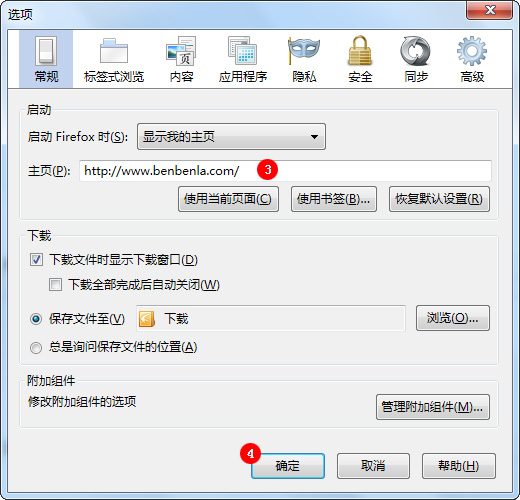 选项
常规 标签式浏览 内容 应用程序 隐私 安全 同步 高级
启动
启动 Firefox 时(S): 显示我的主页
主页(P): http://www.benbenla.com/ 3
使用当前页面(C) 使用书签(B)... 恢复默认设置(R)
下载
下载文件时显示下载窗口(D)
下载全部完成后自动关闭(W)
保存文件至(V) 下载 浏览(O)...
总是询问保存文件的位置(A)
附加组件
修改附加组件的选项
管理附加组件(M)...
4
确定 取消 帮助(H)